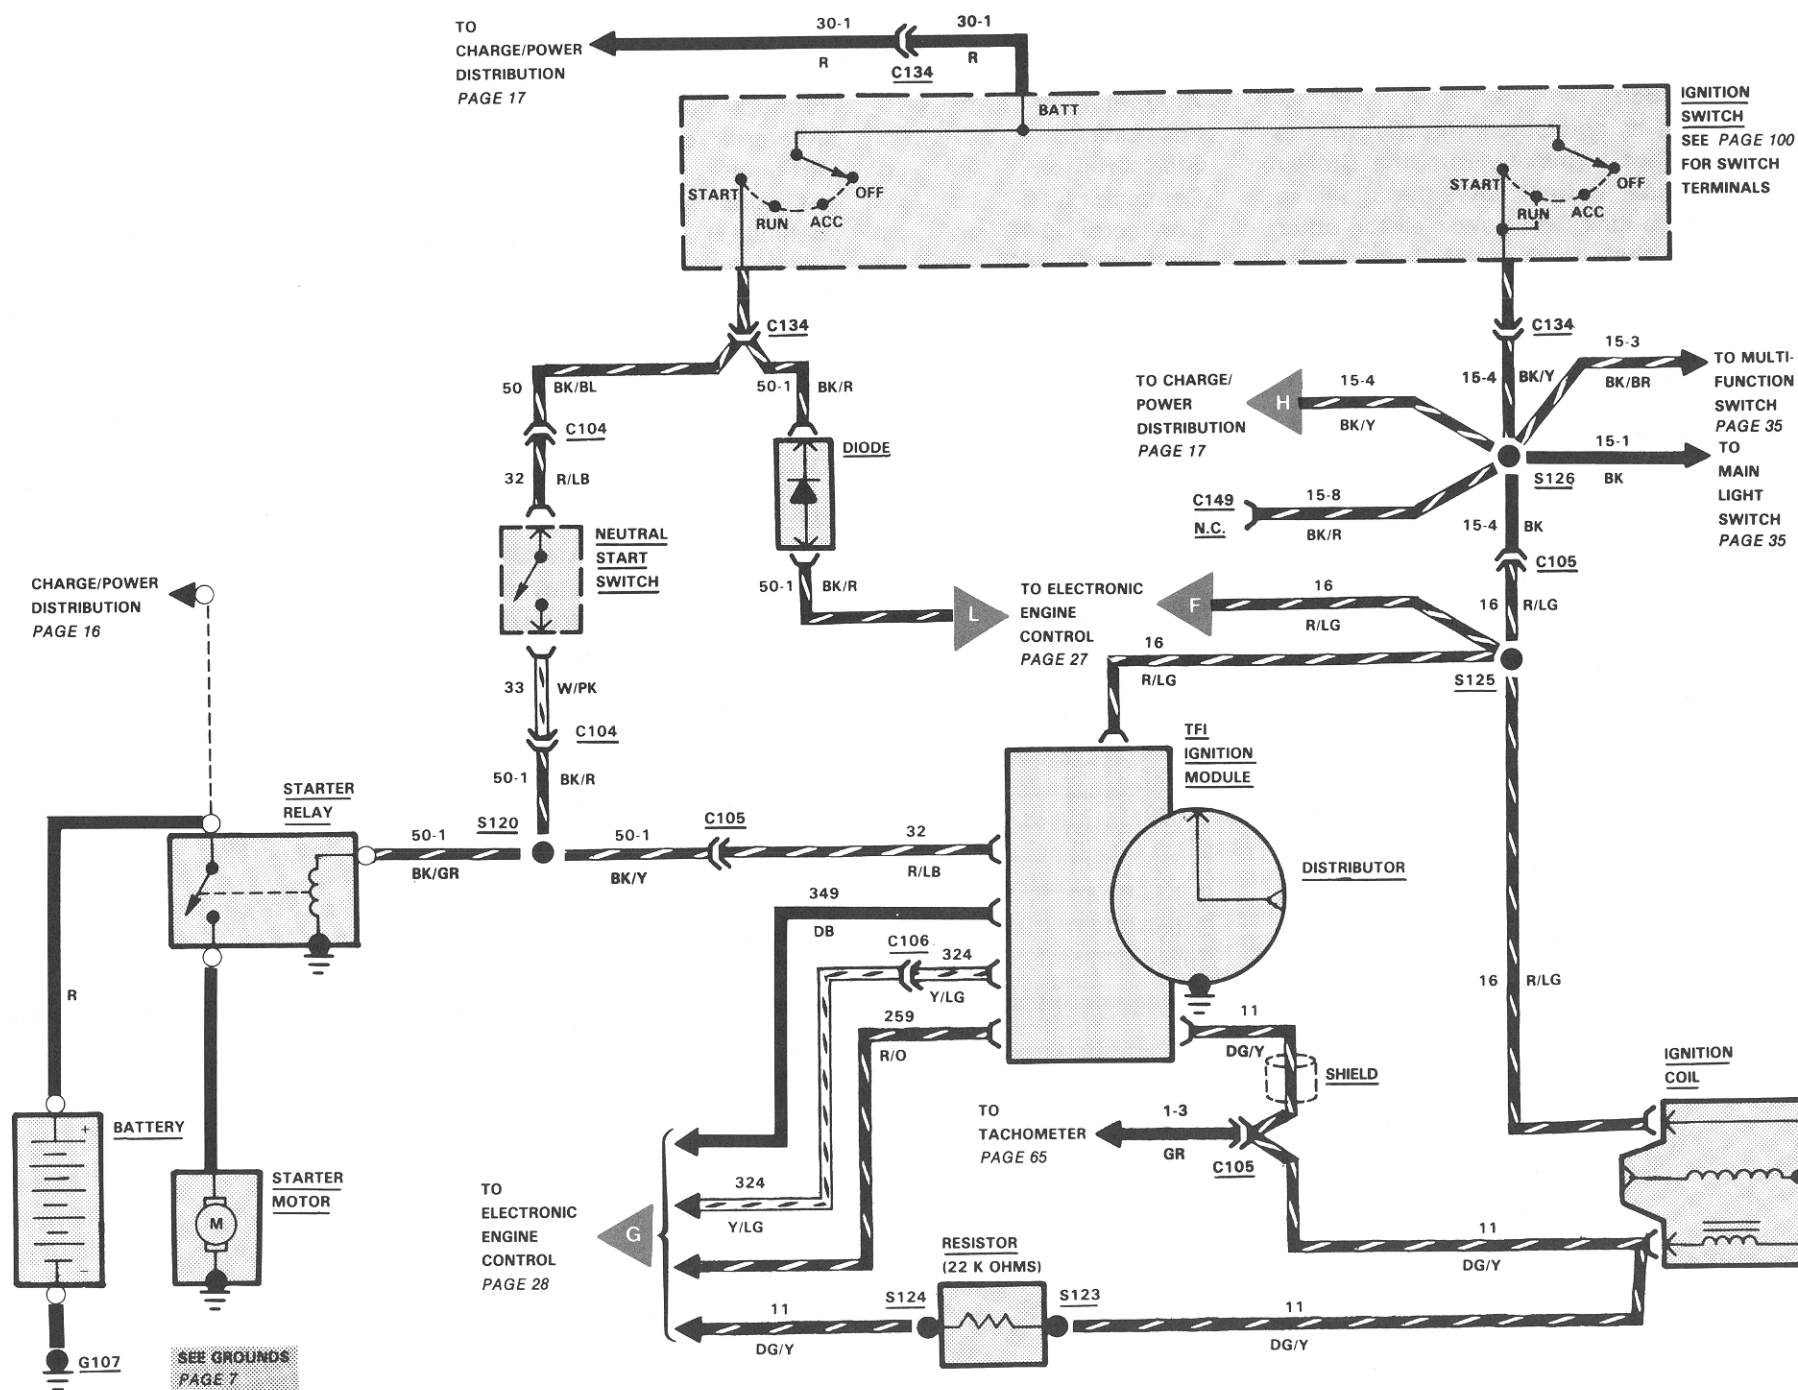 TO
CHARGE/POWER
DISTRIBUTION
PAGE 17
30-1
R
C134
30-1
R
BATT
IGNITION
SWITCH
SEE PAGE 100
FOR SWITCH
TERMINALS
START
RUN
ACC
OFF
START
RUN
ACC
OFF
C134
C134
50
BK/BL
50-1
BK/R
C104
32
R/LB
DIODE
NEUTRAL
START
SWITCH
50-1
BK/R
L
TO ELECTRONIC
ENGINE
CONTROL
PAGE 27
F
16
R/LG
TO CHARGE/
POWER
DISTRIBUTION
PAGE 17
H
15-4
BK/Y
15-4
BK/Y
15-3
BK/BR
TO MULTI-
FUNCTION
SWITCH
PAGE 35
15-1
BK
TO
MAIN
LIGHT
SWITCH
PAGE 35
S126
C149
N.C.
15-8
BK/R
15-4
BK
C105
16
R/LG
16
R/LG
S125
CHARGE/POWER
DISTRIBUTION
PAGE 16
33
W/PK
C104
50-1
BK/R
TFI
IGNITION
MODULE
STARTER
RELAY
50-1
BK/GR
S120
50-1
BK/Y
C105
32
R/LB
DISTRIBUTOR
349
DB
C106
324
Y/LG
259
R/O
16
R/LG
11
DG/Y
SHIELD
R
IGNITION
COIL
TO
TACHOMETER
PAGE 65
1-3
GR
C105
BATTERY
+
-
STARTER
MOTOR
M
TO
ELECTRONIC
ENGINE
CONTROL
PAGE 28
G
324
Y/LG
11
DG/Y
RESISTOR
(22 K OHMS)
S124
S123
11
DG/Y
11
DG/Y
G107
SEE GROUNDS
PAGE 7